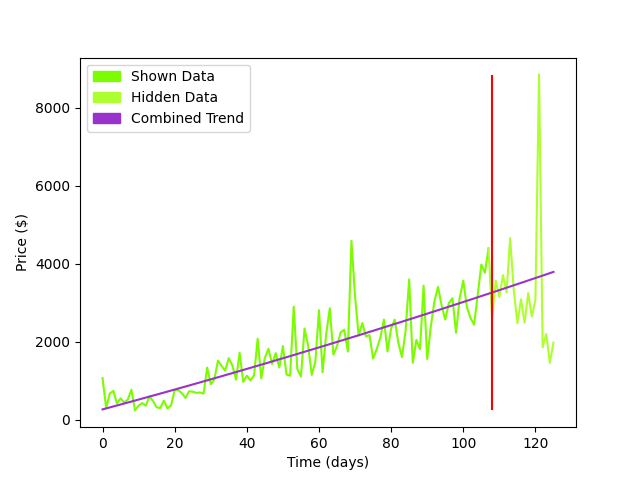 Shown Data
Hidden Data
Combined Trend
8000
6000
4000
2000
0
Price ($)
0 20 40 60 80 100 120
Time (days)